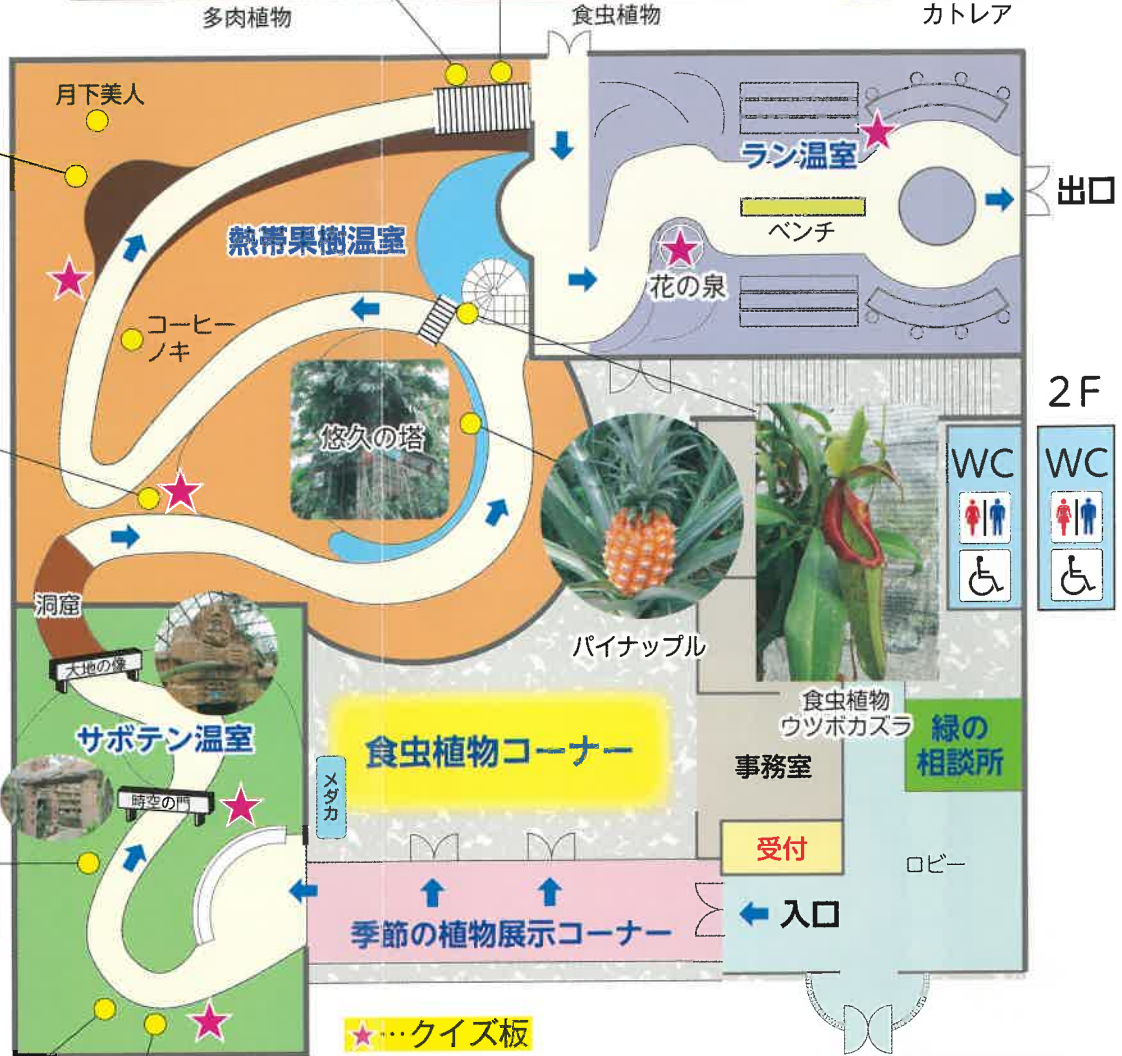 多肉植物
食虫植物
カトレア
月下美人
ラン温室
出口
ベンチ
熱帯果樹温室
花の泉
コーヒー
ノキ
2F
悠久の塔
WC
WC
洞窟
パイナップル
大地の像
食虫植物
ウツボカズラ
サボテン温室
食虫植物コーナー
緑の
相談所
事務室
メダカ
時空の門
受付
ロビー
入口
季節の植物展示コーナー
★…クイズ板